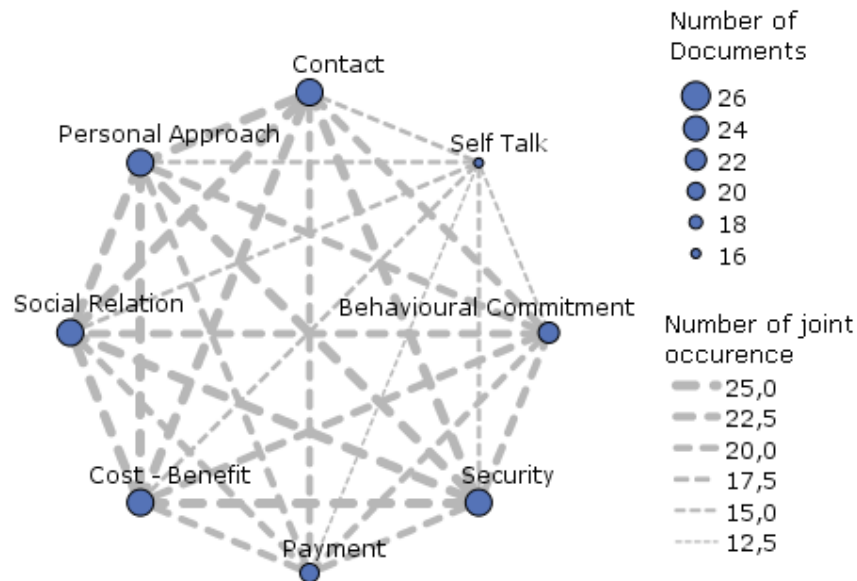 Number of
Documents
26
24
22
20
18
16
Contact
Personal Approach
Self Talk
Social Relation
Behavioural Commitment
Cost - Benefit
Security
Payment
Number of joint
occurence
25,0
22,5
20,0
17,5
15,0
12,5